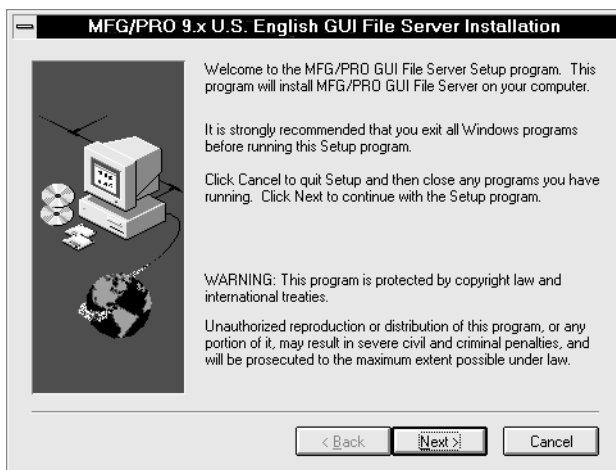 MFG/PRO 9.x U.S. English GUI File Server Installation
Welcome to the MFG/PRO GUI File Server Setup program. This
program will install MFG/PRO GUI File Server on your computer.
It is strongly recommended that you exit all Windows programs
before running this Setup program.
Click Cancel to quit Setup and then close any programs you have
running. Click Next to continue with the Setup program.
WARNING: This program is protected by copyright law and
international treaties.
Unauthorized reproduction or distribution of this program, or any
portion of it, may result in severe civil and criminal penalties, and
will be prosecuted to the maximum extent possible under law.
< Back Next > Cancel